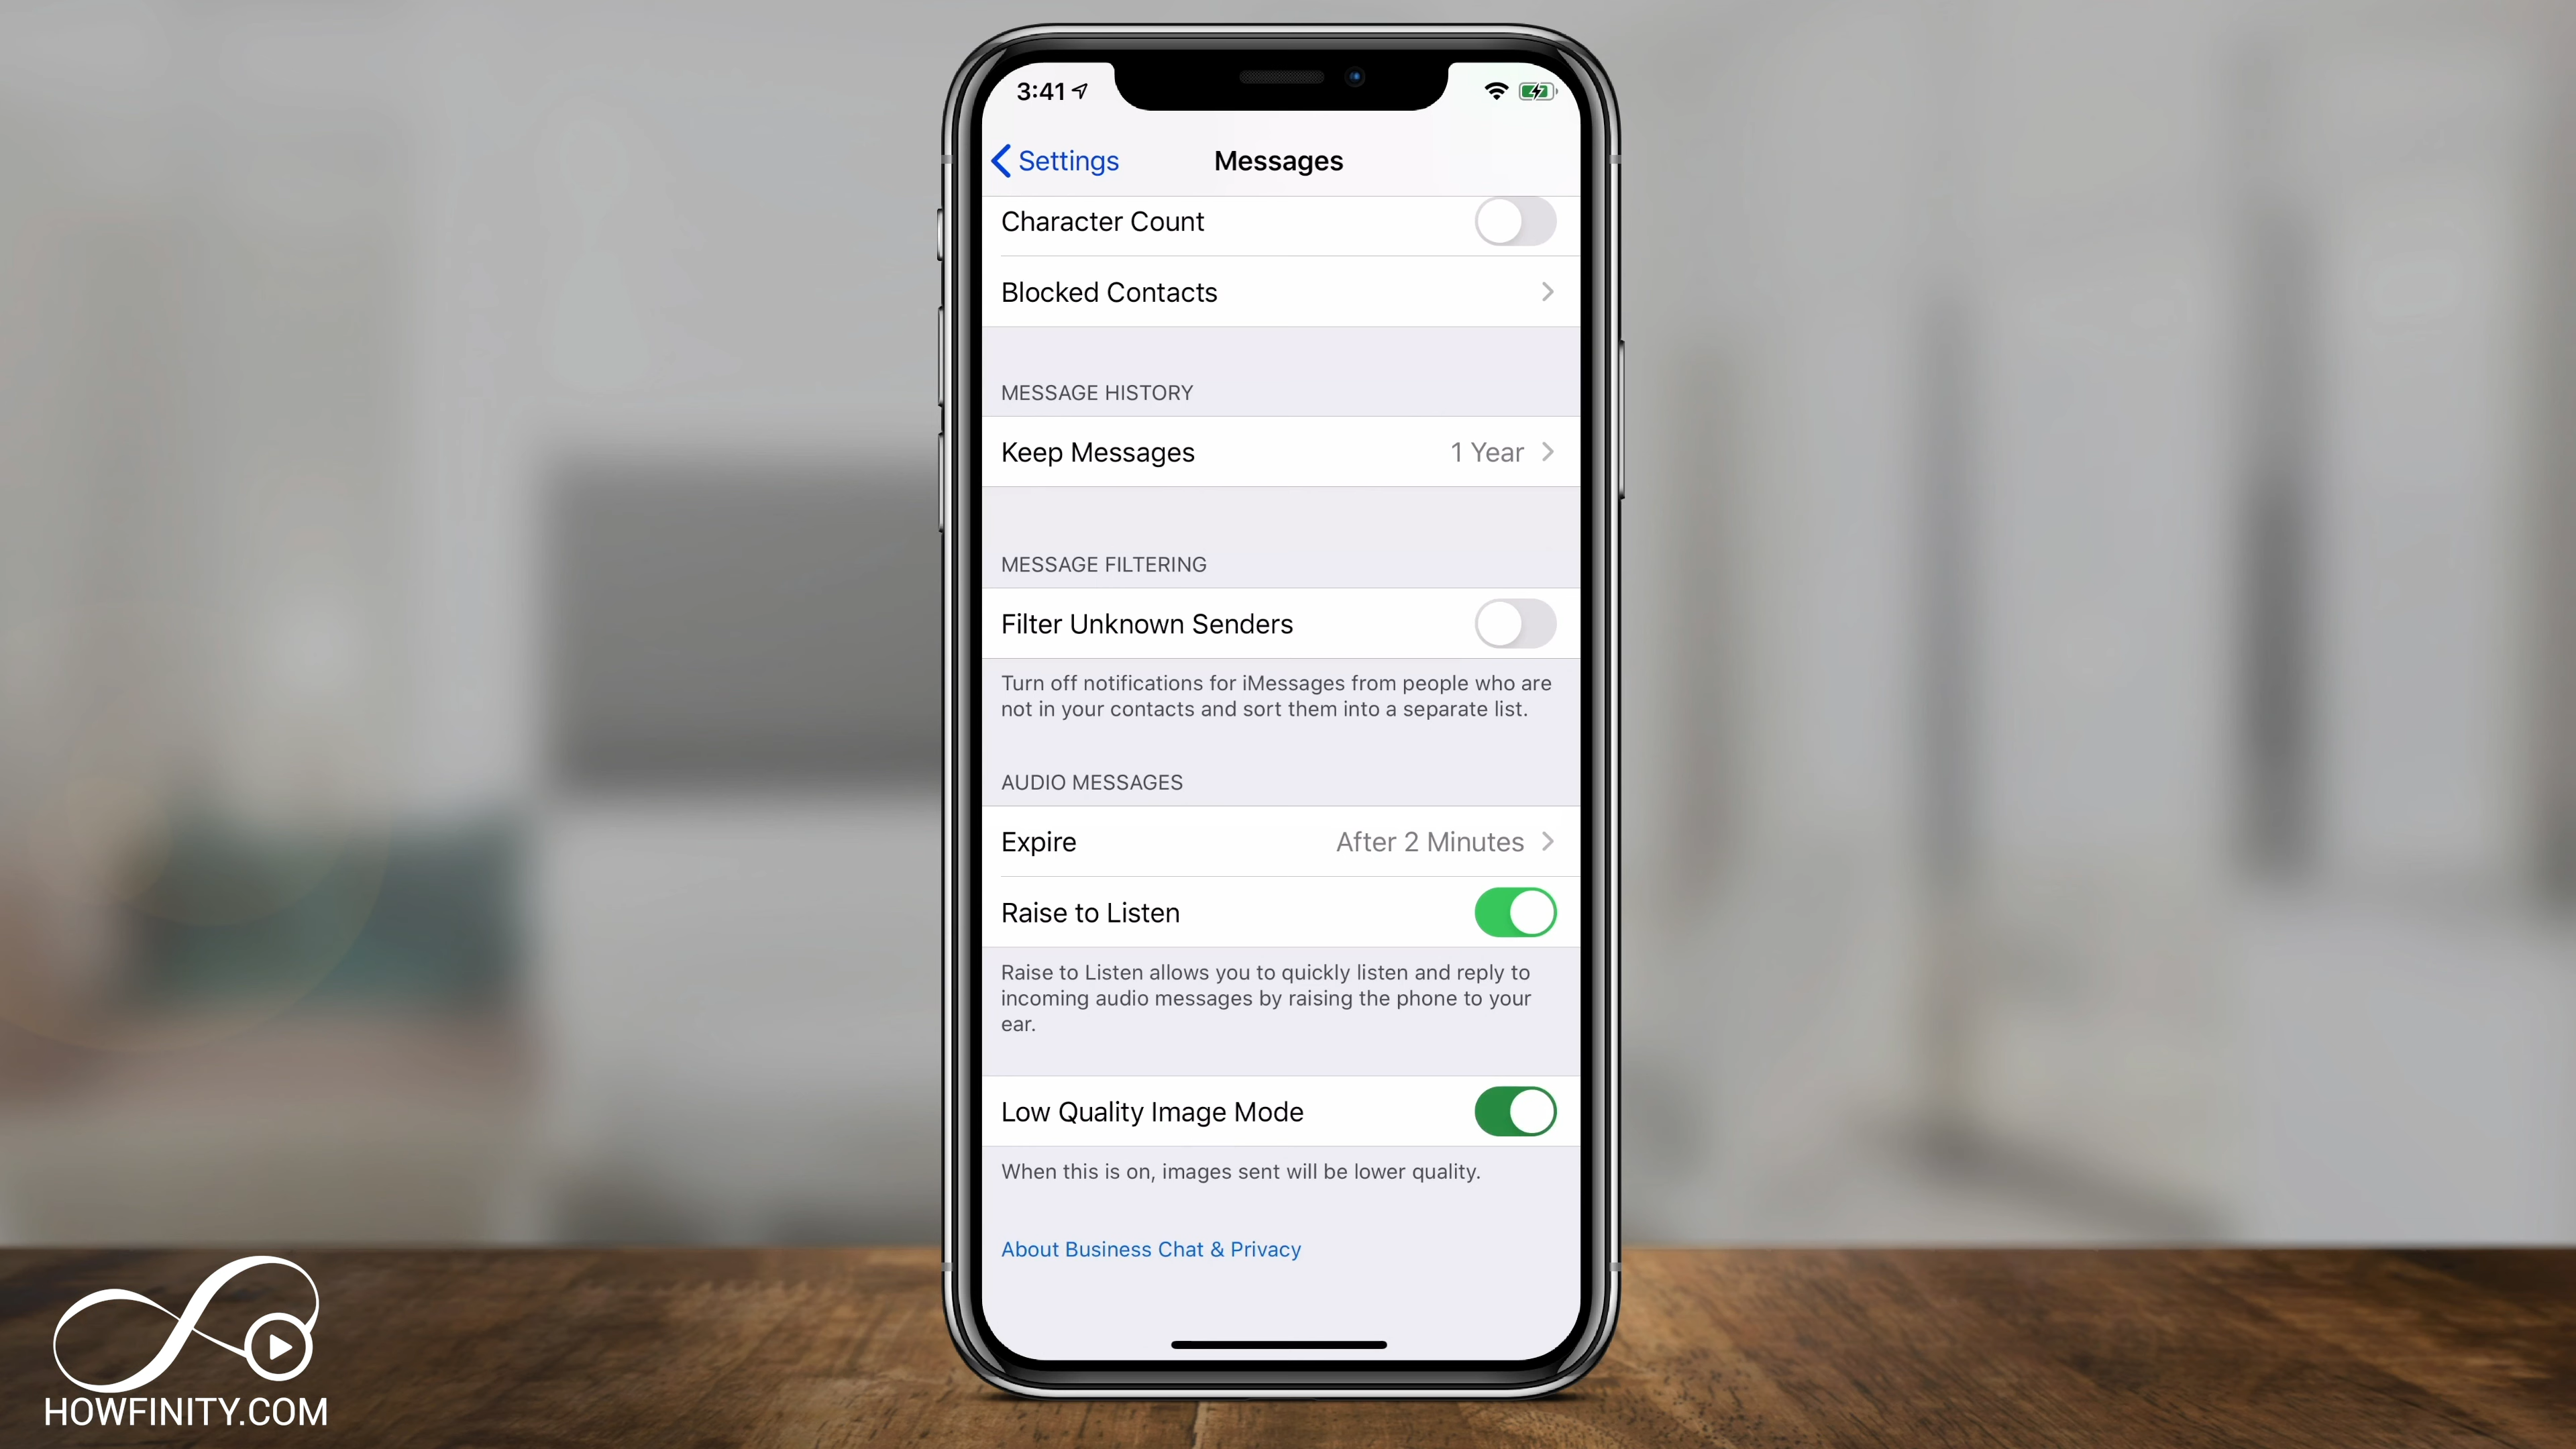 3:41
Settings
Messages
Character Count
Blocked Contacts
MESSAGE HISTORY
Keep Messages 1 Year
MESSAGE FILTERING
Filter Unknown Senders
Turn off notifications for iMessages from people who are
not in your contacts and sort them into a separate list.
AUDIO MESSAGES
Expire After 2 Minutes
Raise to Listen
Raise to Listen allows you to quickly listen and reply to
incoming audio messages by raising the phone to your
ear.
Low Quality Image Mode
When this is on, images sent will be lower quality.
About Business Chat & Privacy
HOWFINITY.COM